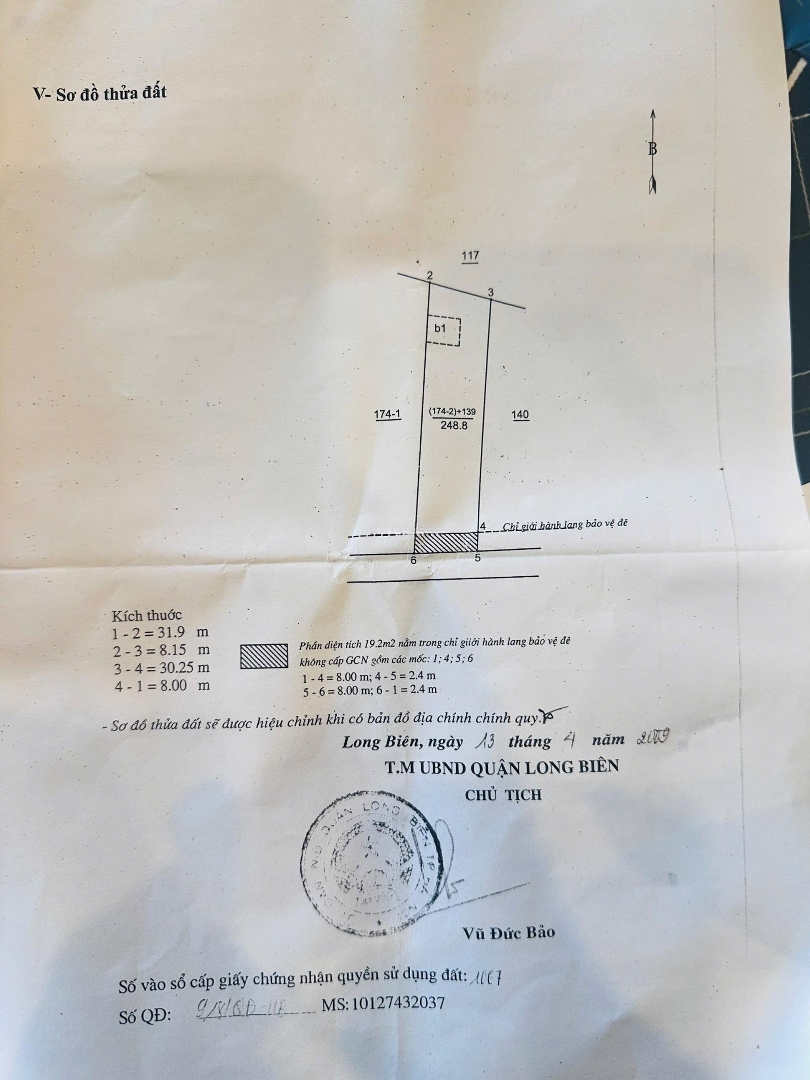 V- Sơ đồ thửa đất
B
117
2
3
b1
174-1
(174-2)+139
248.8
140
4
Chỉ giới hành lang bảo vệ đê
6
5
Kích thuớc
1 - 2 = 31.9 m
2 - 3 = 8.15 m
3 - 4 = 30.25 m
4 - 1 = 8.00 m
Phần diện tích 19.2m2 nằm trong chỉ giiới hành lang bảo vệ đê
không cấp GCN gồm các mốc: 1; 4; 5; 6
1 - 4 = 8.00 m; 4 - 5 = 2.4 m
5 - 6 = 8.00 m; 6 - 1 = 2.4 m
- Sơ đồ thửa đất sẽ được hiệu chỉnh khi có bản đồ địa chính chính quy.
Long Biên, ngày 13 tháng 4 năm 2009
T.M UBND QUẬN LONG BIÊN
CHỦ TỊCH
QUẬN LONG BIÊN TP
Vũ Đức Bảo
Số vào sổ cấp giấy chứng nhận quyền sử dụng đất:
Số QĐ: MS: 10127432037